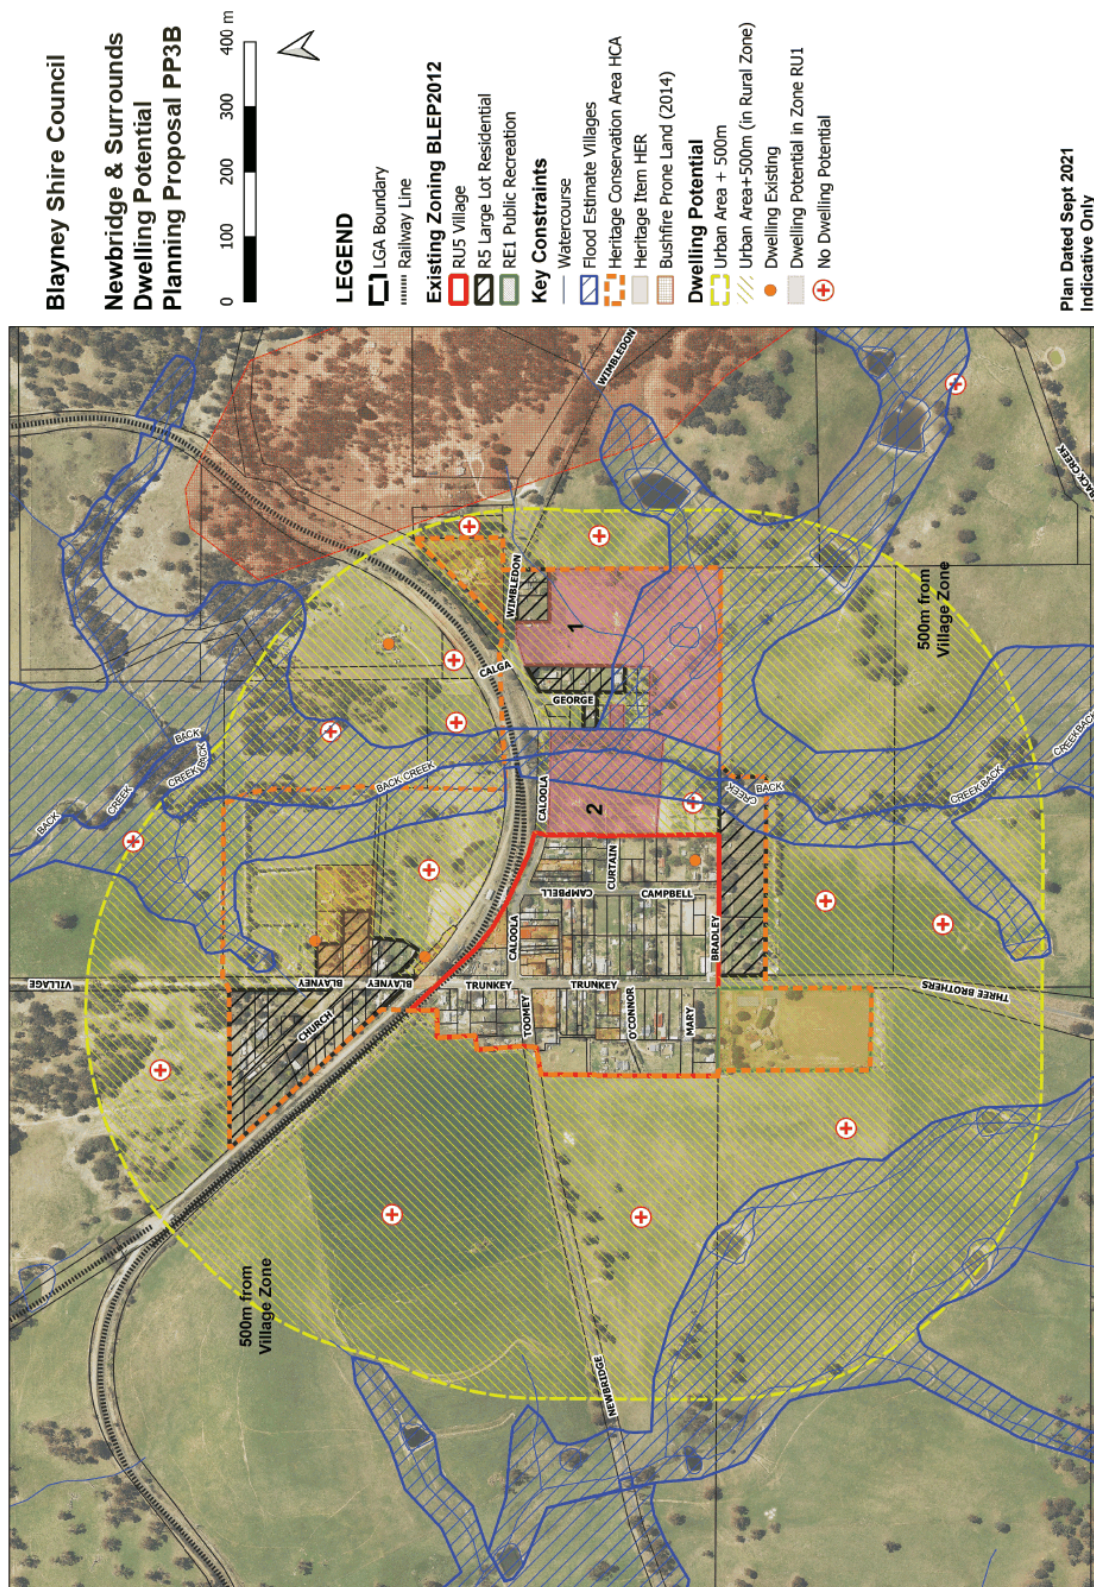 Blayney Shire Council
Newbridge & Surrounds
Dwelling Potential
Planning Proposal PP3B
0 100 200 300 400 m
LEGEND
LGA Boundary
Railway Line
Existing Zoning BLEP2012
RU5 Village
R5 Large Lot Residential
RE1 Public Recreation
Key Constraints
Watercourse
Flood Estimate Villages
Heritage Conservation Area HCA
Heritage Item HER
Bushfire Prone Land (2014)
Dwelling Potential
Urban Area + 500m
Urban Area+500m (in Rural Zone)
Dwelling Existing
Dwelling Potential in Zone RU1
No Dwelling Potential
Plan Dated Sept 2021
Indicative Only
500m from
Village Zone
500m from
Village Zone
VILLAGE
BLAYNEY
BLAYNEY
CHURCH
TRUNKEY
TRUNKEY
TOOMEY
O'CONNOR
MARY
CALOOLA
CALOOLA
CAMPBELL
CAMPBELL
CURTAIN
BRADLEY
GEORGE
CALGA
WIMBLEDON
WIMBLEDON
NEWBRIDGE
THREE BROTHERS
BACK CREEK
BACK
CREEK
BACK
CREEK
BACK
BACK CREEK
CREEK
BACK
CREEK
BACK
CREEK
BACK
1
2